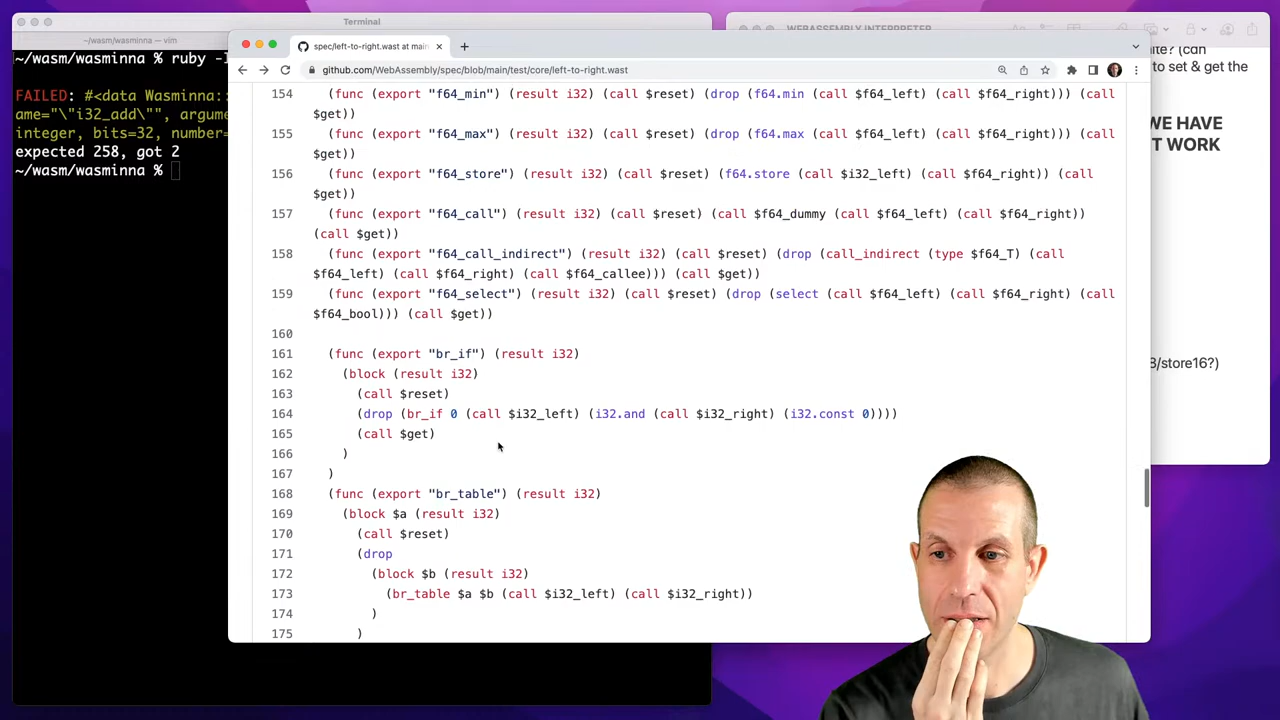 Terminal
~/wasm/wasminna — vim
~/wasm/wasminna % ruby -I
FAILED: #<data Wasminna::
ame="\"i32_add\"", argume
integer, bits=32, number=
expected 258, got 2
~/wasm/wasminna %
WEBASSEMBLY INTERPRETER
Aa
ite? (can
to set & get the
WE HAVE
T WORK
8/store16?)
spec/left-to-right.wast at main
github.com/WebAssembly/spec/blob/main/test/core/left-to-right.wast
154 (func (export "f64_min") (result i32) (call $reset) (drop (f64.min (call $f64_left) (call $f64_right))) (call
$get))
155 (func (export "f64_max") (result i32) (call $reset) (drop (f64.max (call $f64_left) (call $f64_right))) (call
$get))
156 (func (export "f64_store") (result i32) (call $reset) (f64.store (call $i32_left) (call $f64_right)) (call
$get))
157 (func (export "f64_call") (result i32) (call $reset) (call $f64_dummy (call $f64_left) (call $f64_right))
(call $get))
158 (func (export "f64_call_indirect") (result i32) (call $reset) (drop (call_indirect (type $f64_T) (call
$f64_left) (call $f64_right) (call $f64_callee))) (call $get))
159 (func (export "f64_select") (result i32) (call $reset) (drop (select (call $f64_left) (call $f64_right) (call
$f64_bool))) (call $get))
160
161 (func (export "br_if") (result i32)
162 (block (result i32)
163 (call $reset)
164 (drop (br_if 0 (call $i32_left) (i32.and (call $i32_right) (i32.const 0))))
165 (call $get)
166 )
167 )
168 (func (export "br_table") (result i32)
169 (block $a (result i32)
170 (call $reset)
171 (drop
172 (block $b (result i32)
173 (br_table $a $b (call $i32_left) (call $i32_right))
174 )
175 )